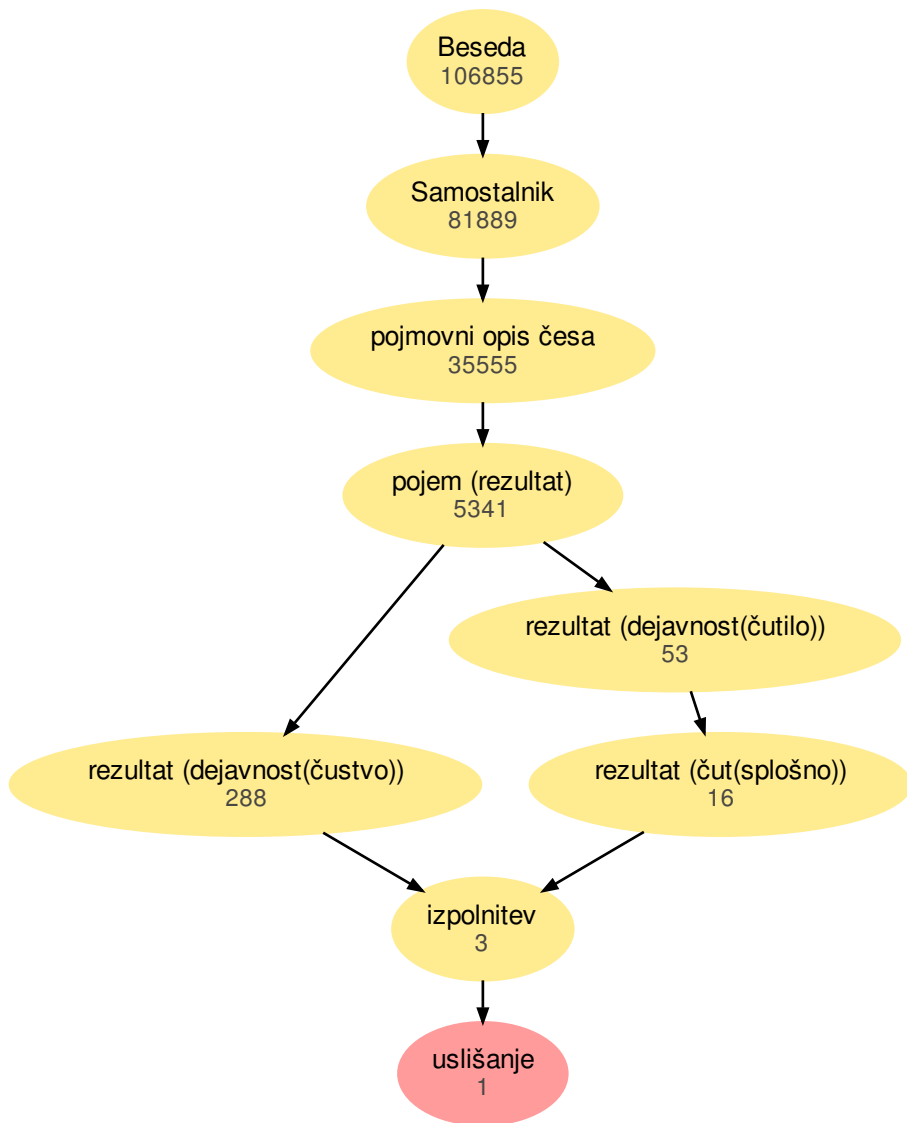 Beseda
106855
Samostalnik
81889
pojmovni opis česa
35555
pojem (rezultat)
5341
rezultat (dejavnost(čutilo))
53
rezultat (dejavnost(čustvo))
288
rezultat (čut(splošno))
16
izpolnitev
3
uslišanje
1